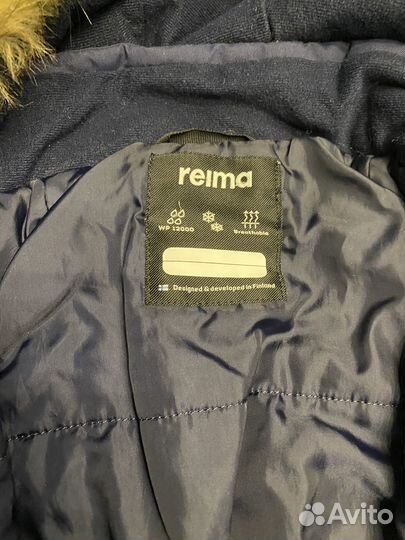 reima
WP 12000 Breathable
Designed & developed in Finland
Avito